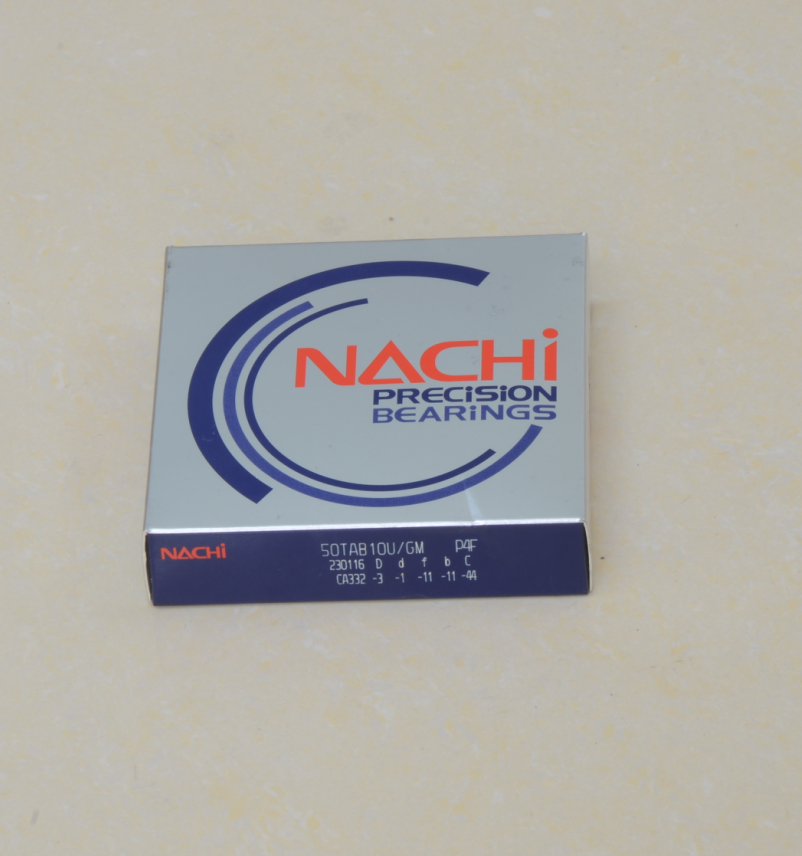 NACHi
PRECiSiON
BEARiNGS
NACHi
50TAB10U/GM P4F
230116 D d f b C
CA332 -3 -1 -11 -11 -44